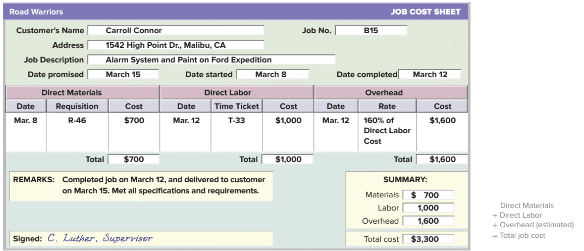 Road Warriors JOB COST SHEET
Customer's Name Carroll Connor Job No. B15
Address 1542 High Point Dr., Malibu, CA
Job Description Alarm System and Paint on Ford Expedition
Date promised March 15 Date started March 8 Date completed March 12
Direct Materials Direct Labor Overhead
Date Requisition Cost Date Time Ticket Cost Date Rate Cost
Mar. 8 R-46 $700 Mar. 12 T-33 $1,000 Mar. 12 160% of $1,600
Direct Labor
Cost
Total $700 Total $1,000 Total $1,600
REMARKS: Completed job on March 12, and delivered to customer
on March 15. Met all specifications and requirements.
SUMMARY:
Materials $ 700
Labor 1,000
Overhead 1,600
Signed: C. Luther, Supervisor Total cost $3,300
Direct Materials
+ Direct Labor
+ Overhead (estimated)
= Total job cost